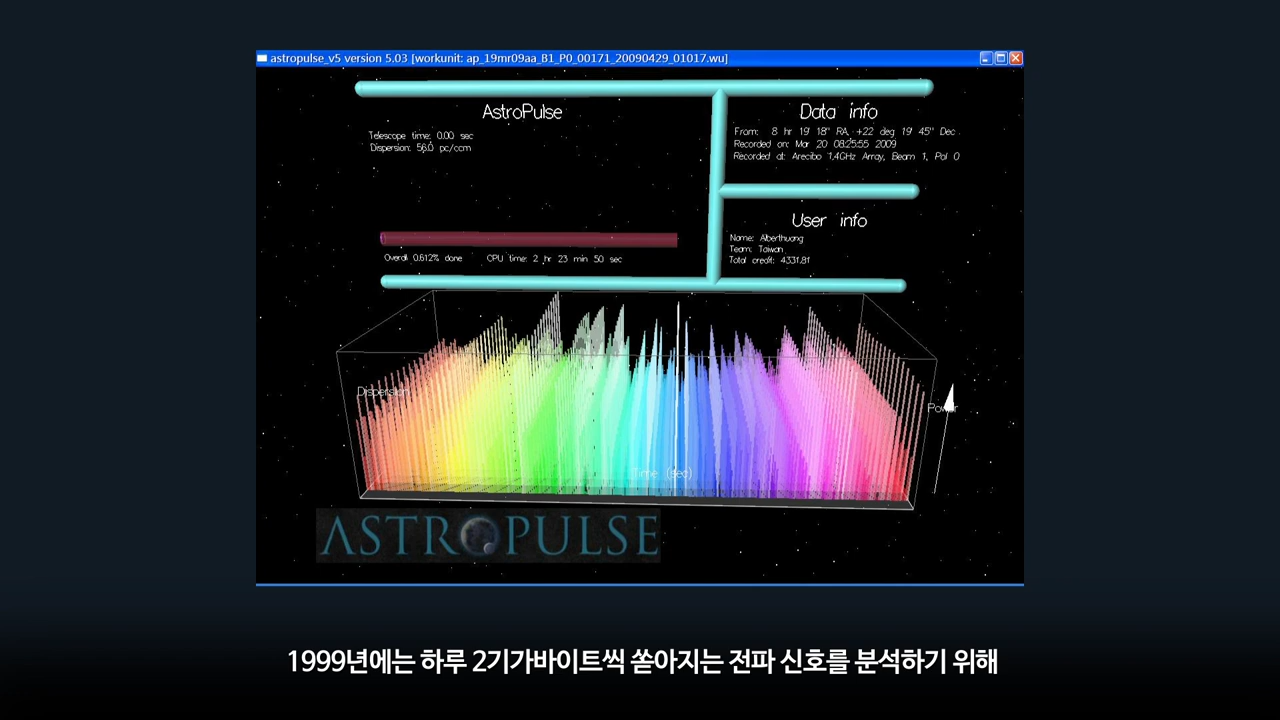 astropulse_v5 version 5.03 [workunit: ap_19mr09aa_B1_P0_00171_20090429_01017.wu]
AstroPulse
Telescope time: 0.00 sec
Dispersion: 56.0 pc/ccm
Data info
From: 8 hr 19' 18" RA, +22 deg 19' 45" Dec
Recorded on: Mar 20 08:25:55 2009
Recorded at: Arecibo 1.4GHz Array, Beam 1, Pol 0
User info
Name: Alberthuang
Team: Taiwan
Total credit: 4331.81
Overall 0.612% done CPU time: 2 hr 23 min 50 sec
Dispersion
Power
Time (sec)
ASTROPULSE
1999년에는 하루 2기가바이트씩 쏟아지는 전파 신호를 분석하기 위해